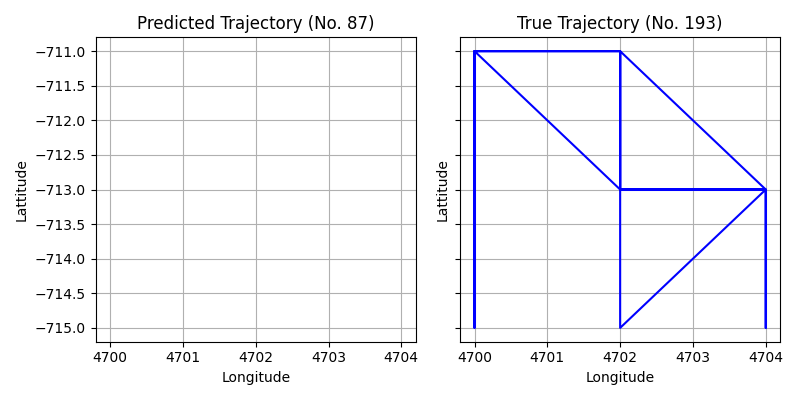 Predicted Trajectory (No. 87)
True Trajectory (No. 193)
−711.0
−711.5
−712.0
−712.5
−713.0
−713.5
−714.0
−714.5
−715.0
Lattitude
Lattitude
4700 4701 4702 4703 4704
4700 4701 4702 4703 4704
Longitude
Longitude